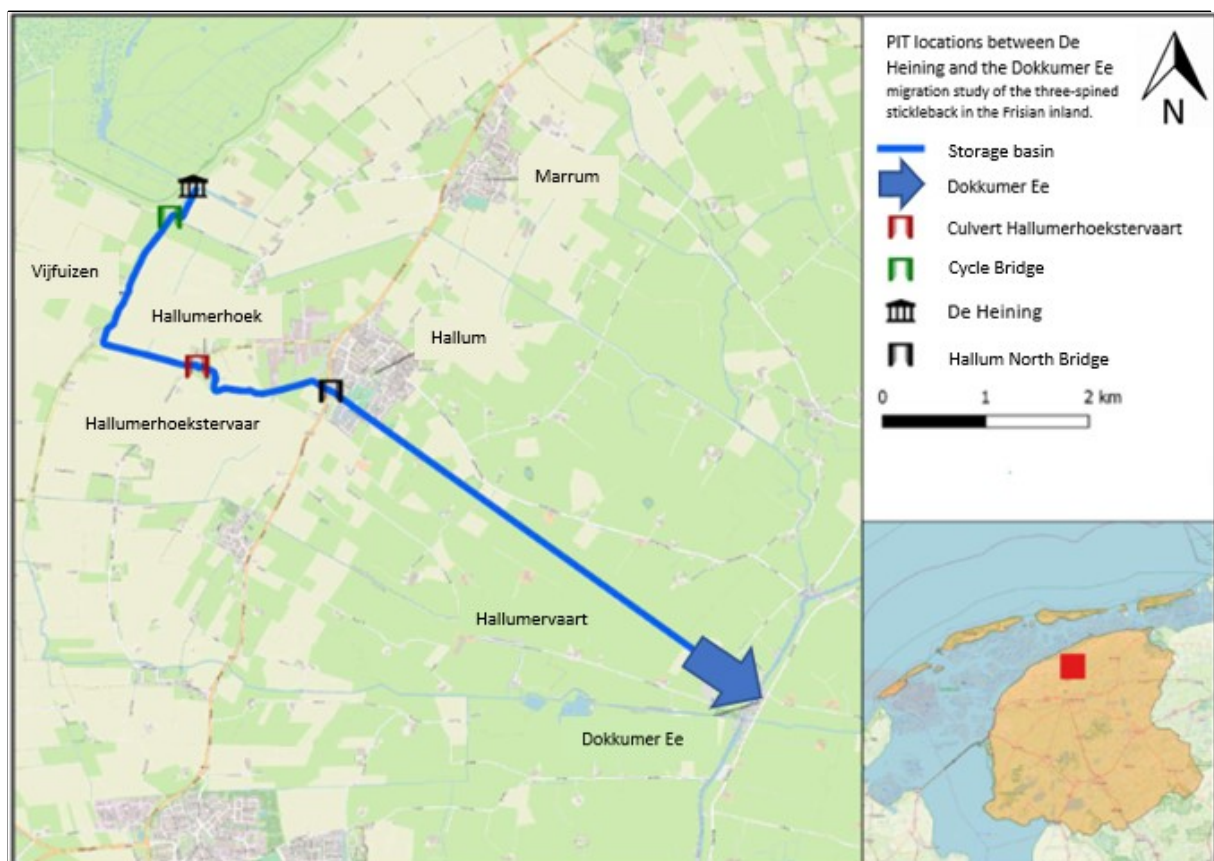 Marrum
Vijfuizen
Hallumerhoek
Hallum
Hallumerhoekstervaar
Hallumervaart
Dokkumer Ee
PIT locations between De
Heining and the Dokkumer Ee
migration study of the three-spined
stickleback in the Frisian inland.
N
Storage basin
Dokkumer Ee
Culvert Hallumerhoekstervaart
Cycle Bridge
De Heining
Hallum North Bridge
0 1 2 km